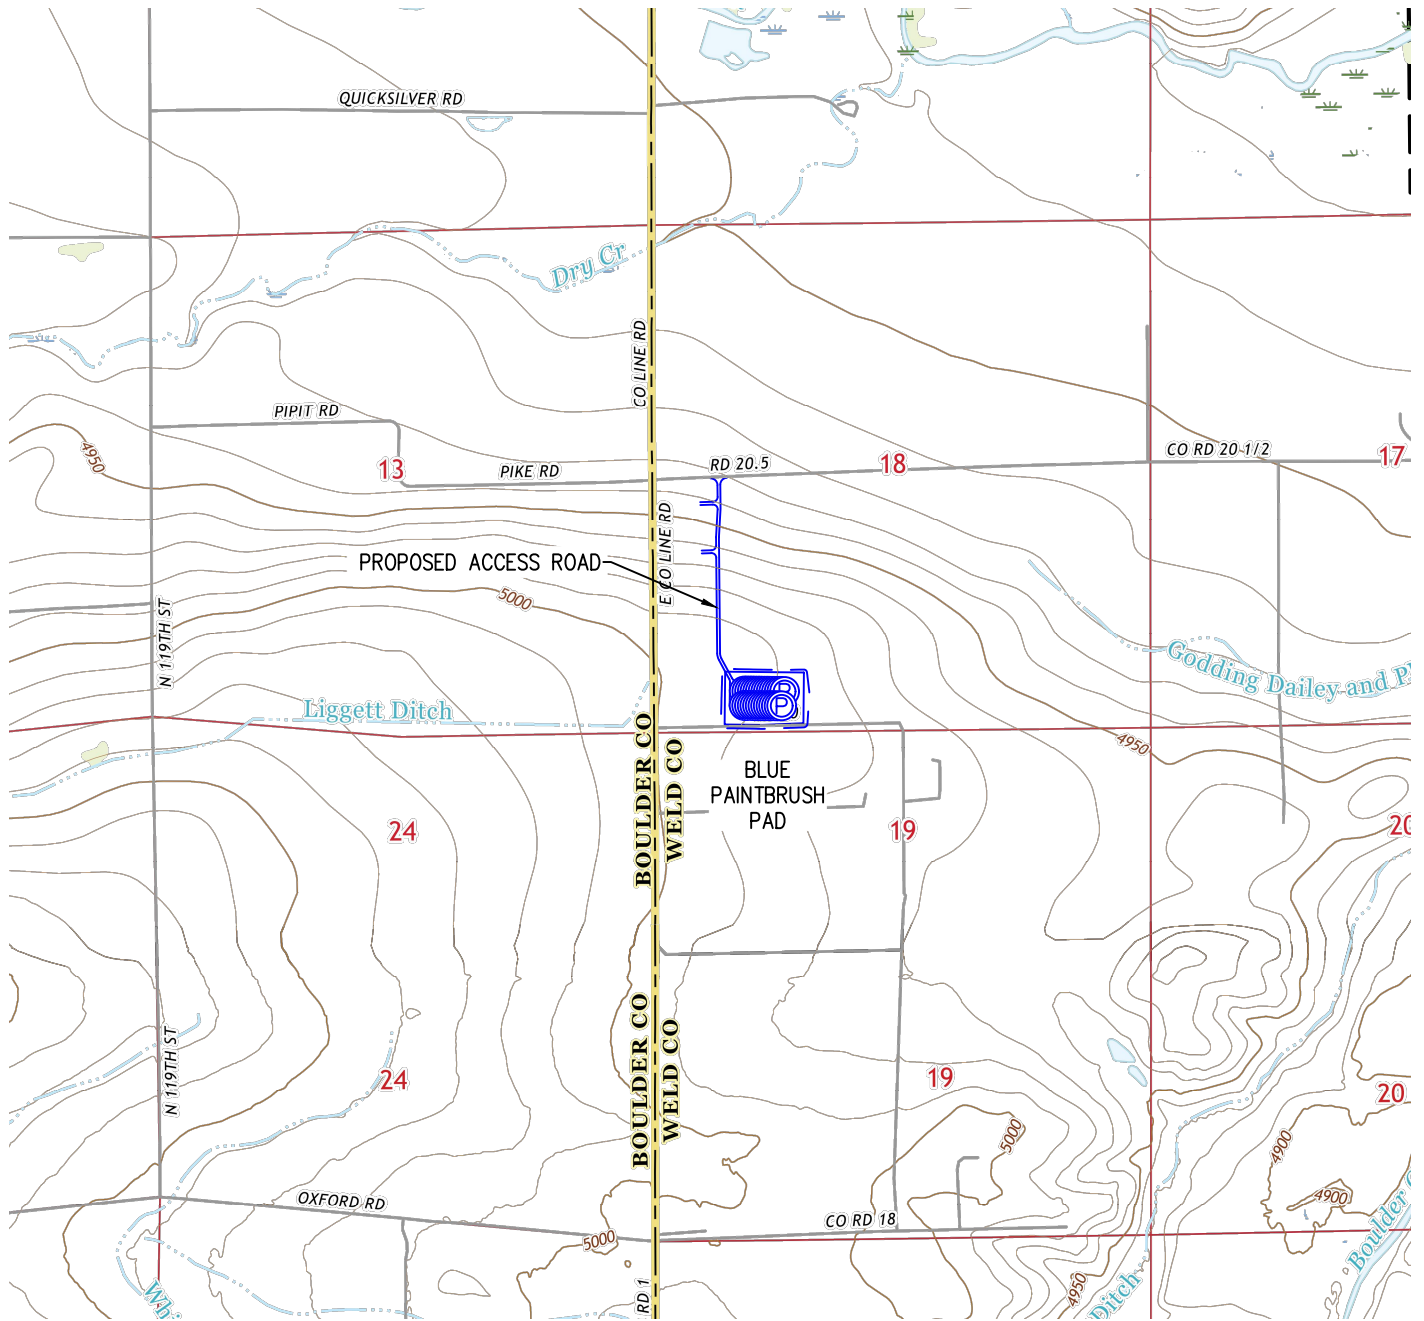 QUICKSILVER RD
Dry Cr
CO LINE RD
PIPIT RD
4950
13
PIKE RD
RD 20.5
18
CO RD 20 1/2
17
E CO LINE RD
PROPOSED ACCESS ROAD
5000
N 119TH ST
Godding Dailey and Pl
Liggett Ditch
P
P
BOULDER CO
WELD CO
4950
BLUE
PAINTBRUSH
PAD
24
19
20
BOULDER CO
WELD CO
N 119TH ST
24
19
20
5000
4900
4900
OXFORD RD
CO RD 18
5000
Boulder C
4950
Ditch
Whi
RD 1